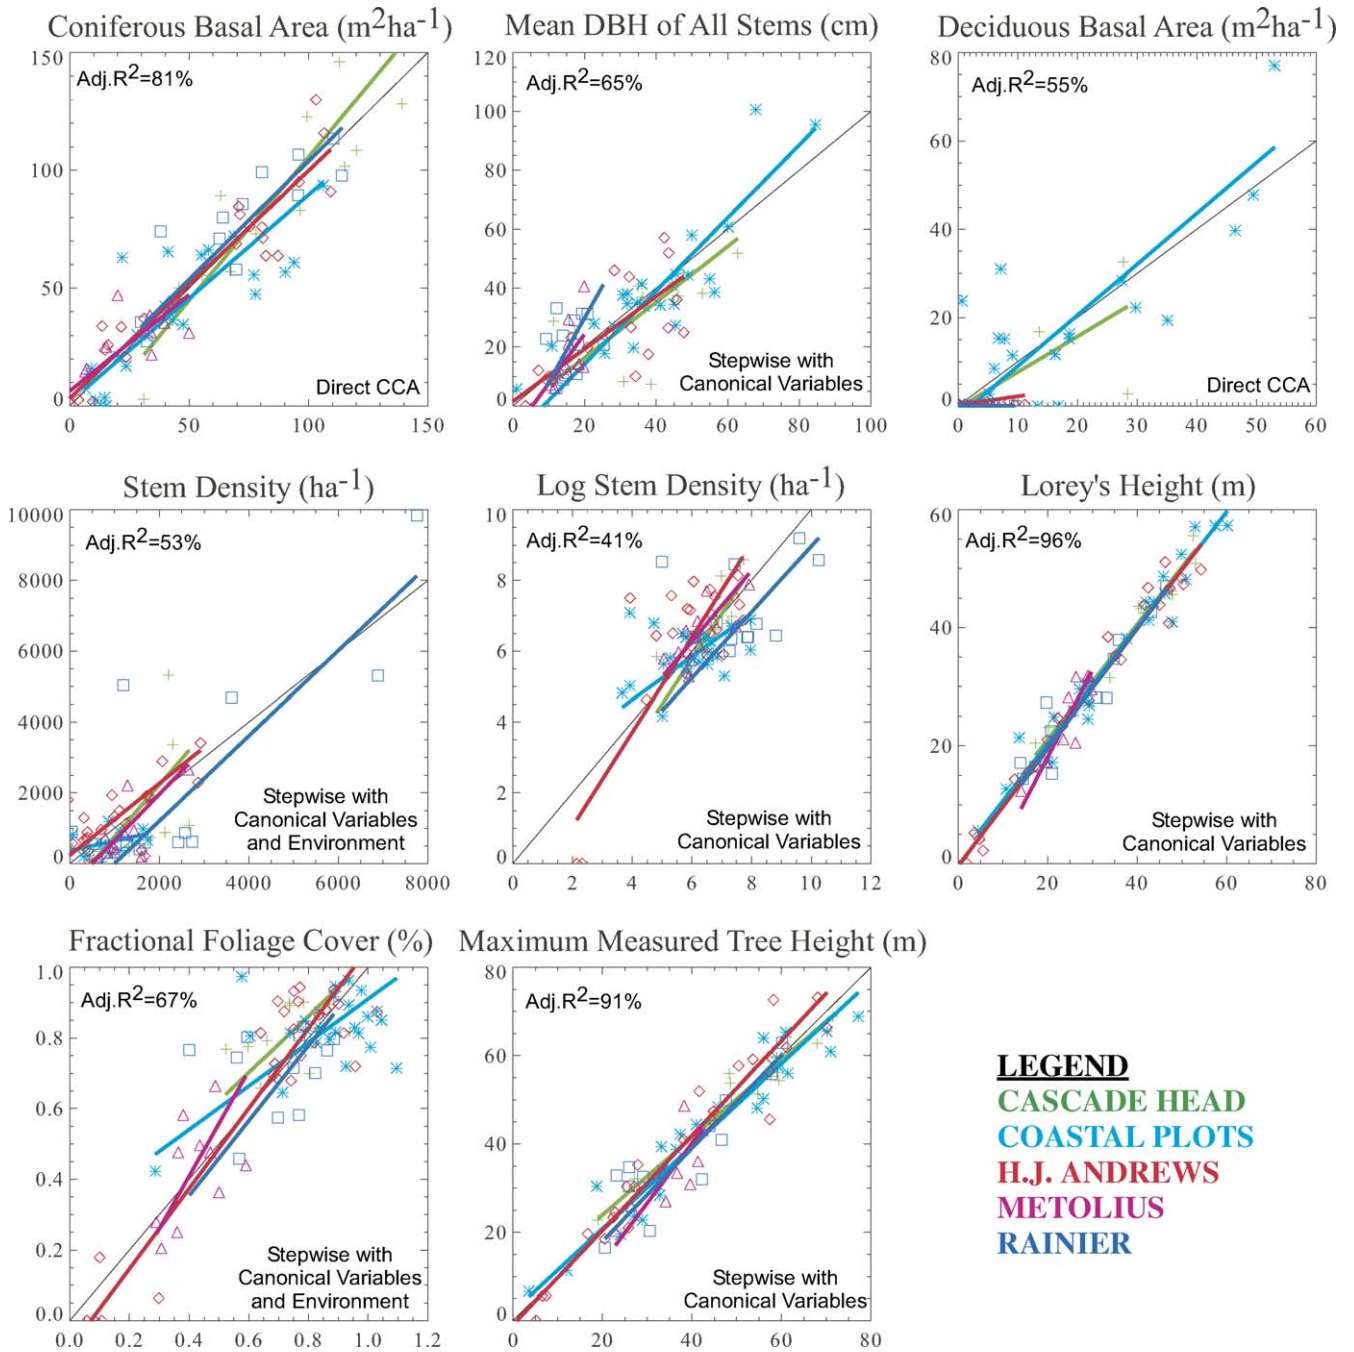 Coniferous Basal Area (m2ha-1)
150
100
50
0
Adj.R2=81%
Direct CCA
0 50 100 150
Mean DBH of All Stems (cm)
120
100
80
60
40
20
0
Adj.R2=65%
Stepwise with
Canonical Variables
0 20 40 60 80 100
Deciduous Basal Area (m2ha-1)
80
60
40
20
0
Adj.R2=55%
Direct CCA
0 10 20 30 40 50 60
Stem Density (ha-1)
10000
8000
6000
4000
2000
0
Adj.R2=53%
Stepwise with
Canonical Variables
and Environment
0 2000 4000 6000 8000
Log Stem Density (ha-1)
10
8
6
4
2
0
Adj.R2=41%
Stepwise with
Canonical Variables
0 2 4 6 8 10 12
Lorey's Height (m)
60
40
20
0
Adj.R2=96%
Stepwise with
Canonical Variables
0 20 40 60 80
Fractional Foliage Cover (%)
1.0
0.8
0.6
0.4
0.2
0.0
Adj.R2=67%
Stepwise with
Canonical Variables
and Environment
0.0 0.2 0.4 0.6 0.8 1.0 1.2
Maximum Measured Tree Height (m)
80
60
40
20
0
Adj.R2=91%
Stepwise with
Canonical Variables
0 20 40 60 80
LEGEND
CASCADE HEAD
COASTAL PLOTS
H.J. ANDREWS
METOLIUS
RAINIER